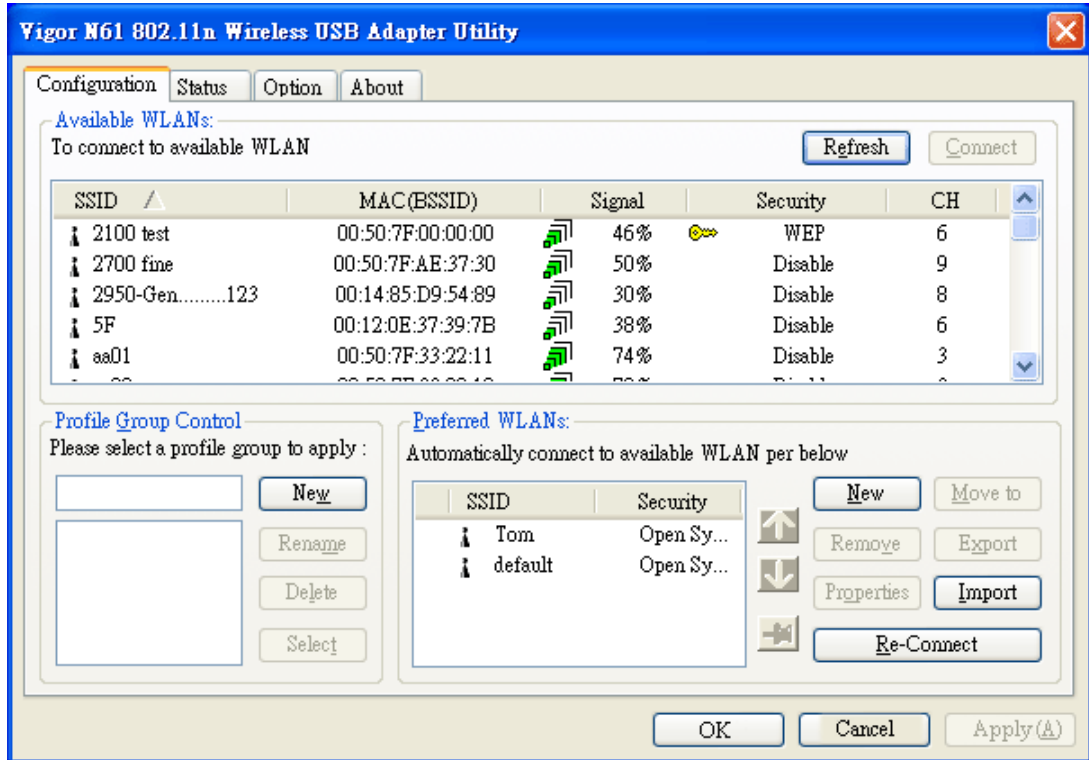 Vigor N61 802.11n Wireless USB Adapter Utility
Configuration Status Option About
Available WLANs:
To connect to available WLAN
Refresh Connect
SSID MAC(BSSID) Signal Security CH
2100 test 00:50:7F:00:00:00 46% WEP 6
2700 fine 00:50:7F:AE:37:30 50% Disable 9
2950-Gen.........123 00:14:85:D9:54:89 30% Disable 8
5F 00:12:0E:37:39:7B 38% Disable 6
aa01 00:50:7F:33:22:11 74% Disable 3
Profile Group Control
Please select a profile group to apply :
New
Rename
Delete
Select
Preferred WLANs:
Automatically connect to available WLAN per below
SSID Security
Tom Open Sy...
default Open Sy...
New Move to
Remove Export
Properties Import
Re-Connect
OK Cancel Apply(A)